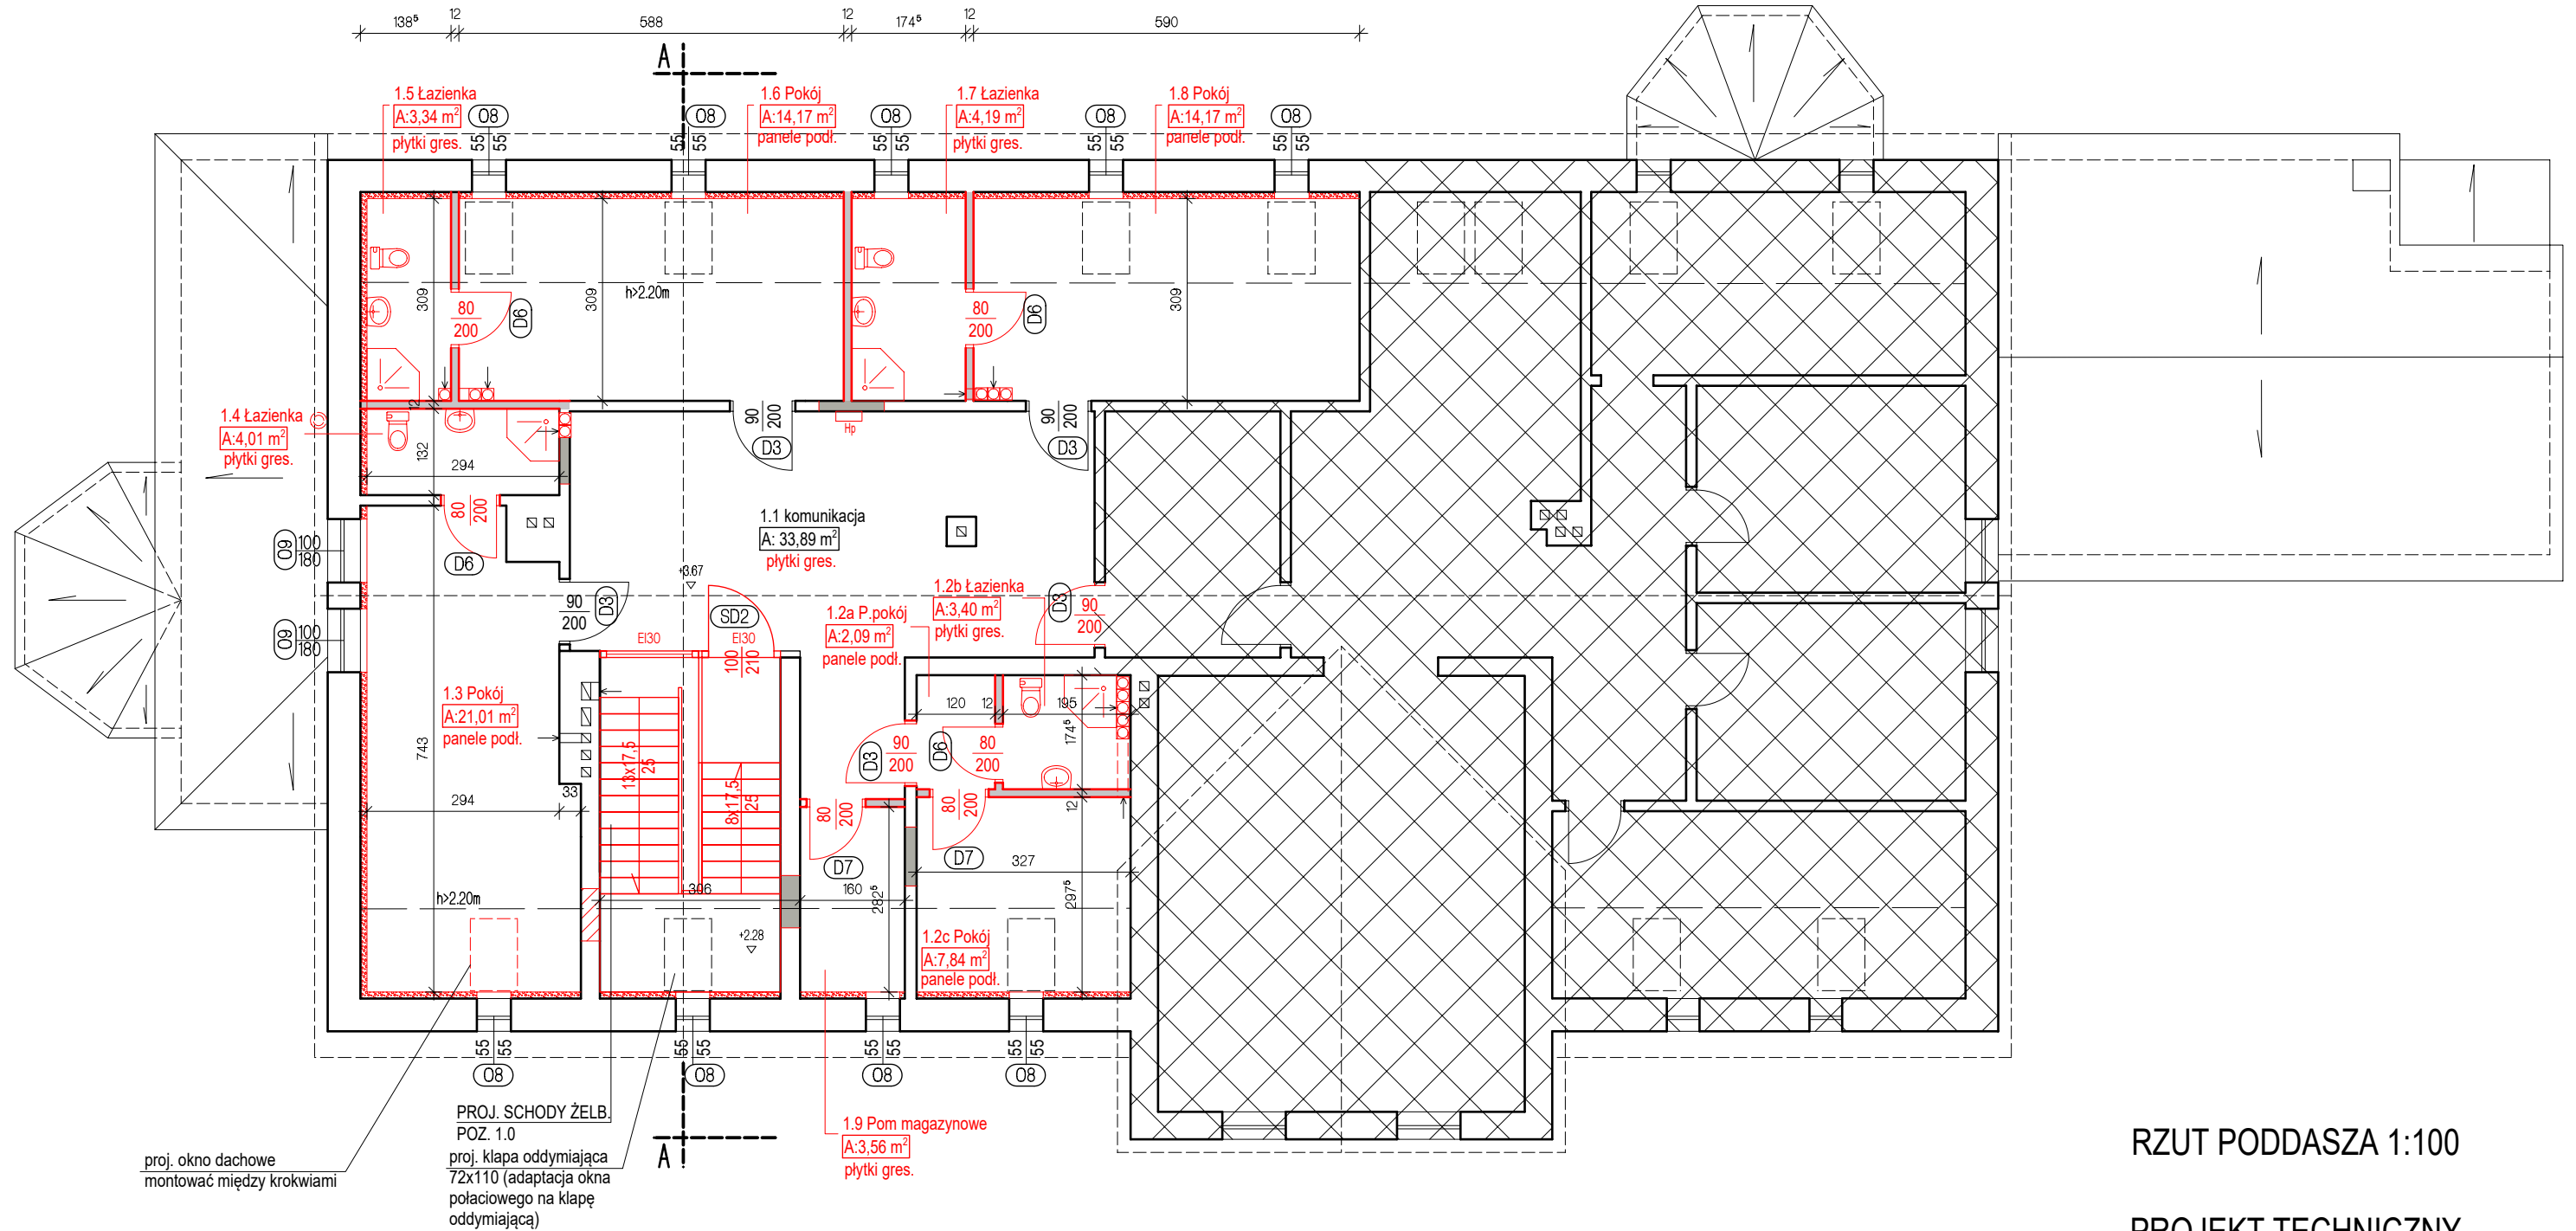 138⁵ 12 588 12 174⁵ 12 590
A
1.5 Łazienka
A:3,34 m²
płytki gres.
O8
55 55
O8
55 55
1.6 Pokój
A:14,17 m²
panele podł.
O8
55 55
1.7 Łazienka
A:4,19 m²
płytki gres.
O8
55 55
1.8 Pokój
A:14,17 m²
panele podł.
O8
55 55
309
80
200
D6
309
h>2.20m
80
200
D6
309
12
1.4 Łazienka
A:4,01 m²
płytki gres.
132
294
80
200
D6
90
200
D3
Hp
90
200
D3
O9 100
180
O9 100
180
1.1 komunikacja
A: 33,89 m²
płytki gres.
+3.67
90
200
D3
SD2
EI30
EI30
100
210
1.2a P.pokój
A:2,09 m²
panele podł.
1.2b Łazienka
A:3,40 m²
płytki gres.
D3
90
200
1.3 Pokój
A:21,01 m²
panele podł.
743
294
33
h>2.20m
13x17,5
25
8x17,5
25
306
+2.28
120 12 195
174⁵
D3
90
200
D6
80
200
80
200
D7
80
200
D7
12
160
282⁵
327
297⁵
1.2c Pokój
A:7,84 m²
panele podł.
55 55
O8
55 55
O8
55 55
O8
55 55
O8
PROJ. SCHODY ŻELB.
POZ. 1.0
proj. klapa oddymiająca
72x110 (adaptacja okna
połaciowego na klapę
oddymiającą)
proj. okno dachowe
montować między krokwiami
A
1.9 Pom magazynowe
A:3,56 m²
płytki gres.
RZUT PODDASZA 1:100
PROJEKT TECHNICZNY